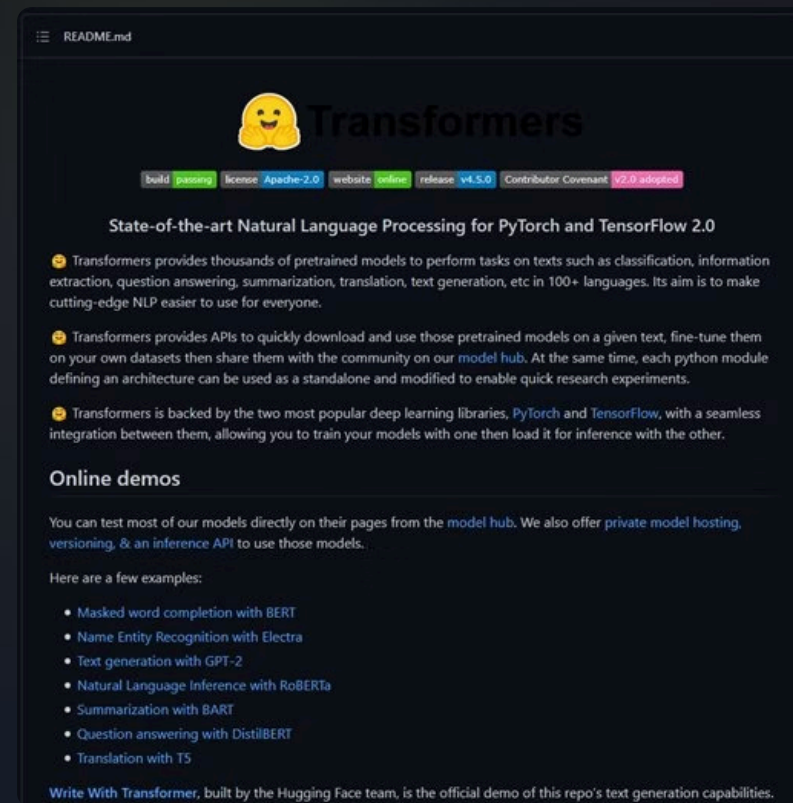 README.md
Transformers
build passing license Apache-2.0 website online release v4.5.0 Contributor Covenant v2.0 adopted
State-of-the-art Natural Language Processing for PyTorch and TensorFlow 2.0
🤗 Transformers provides thousands of pretrained models to perform tasks on texts such as classification, information
extraction, question answering, summarization, translation, text generation, etc in 100+ languages. Its aim is to make
cutting-edge NLP easier to use for everyone.
🤗 Transformers provides APIs to quickly download and use those pretrained models on a given text, fine-tune them
on your own datasets then share them with the community on our model hub. At the same time, each python module
defining an architecture can be used as a standalone and modified to enable quick research experiments.
🤗 Transformers is backed by the two most popular deep learning libraries, PyTorch and TensorFlow, with a seamless
integration between them, allowing you to train your models with one then load it for inference with the other.
Online demos
You can test most of our models directly on their pages from the model hub. We also offer private model hosting,
versioning, & an inference API to use those models.
Here are a few examples:
• Masked word completion with BERT
• Name Entity Recognition with Electra
• Text generation with GPT-2
• Natural Language Inference with RoBERTa
• Summarization with BART
• Question answering with DistilBERT
• Translation with T5
Write With Transformer, built by the Hugging Face team, is the official demo of this repo's text generation capabilities.